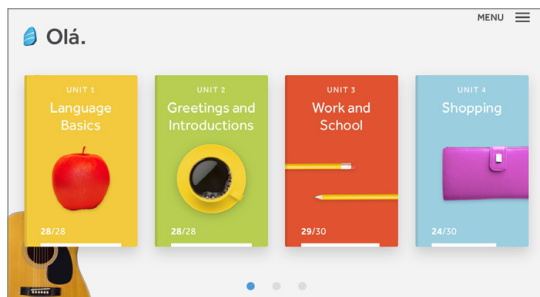 MENU
Olá.
UNIT 1
Language
Basics
28/28
UNIT 2
Greetings and
Introductions
28/28
UNIT 3
Work and
School
29/30
UNIT 4
Shopping
24/30